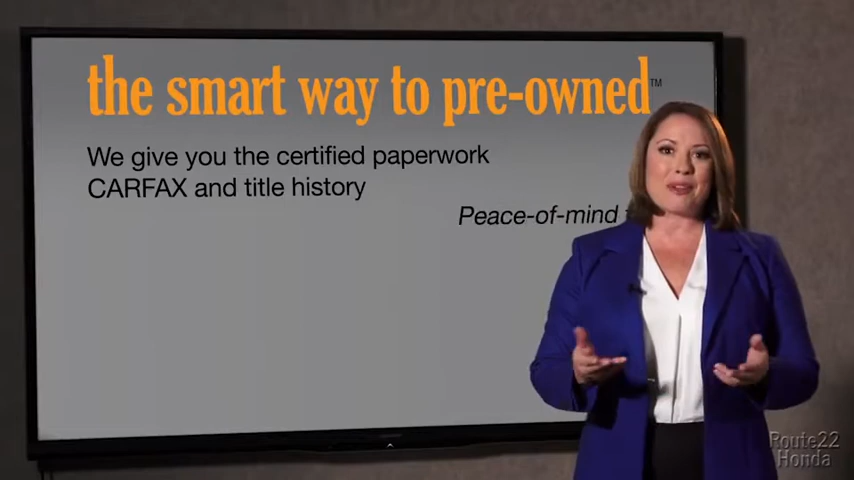 the smart way to pre-owned™
We give you the certified paperwork
CARFAX and title history
Peace-of-mind
Route22
Honda